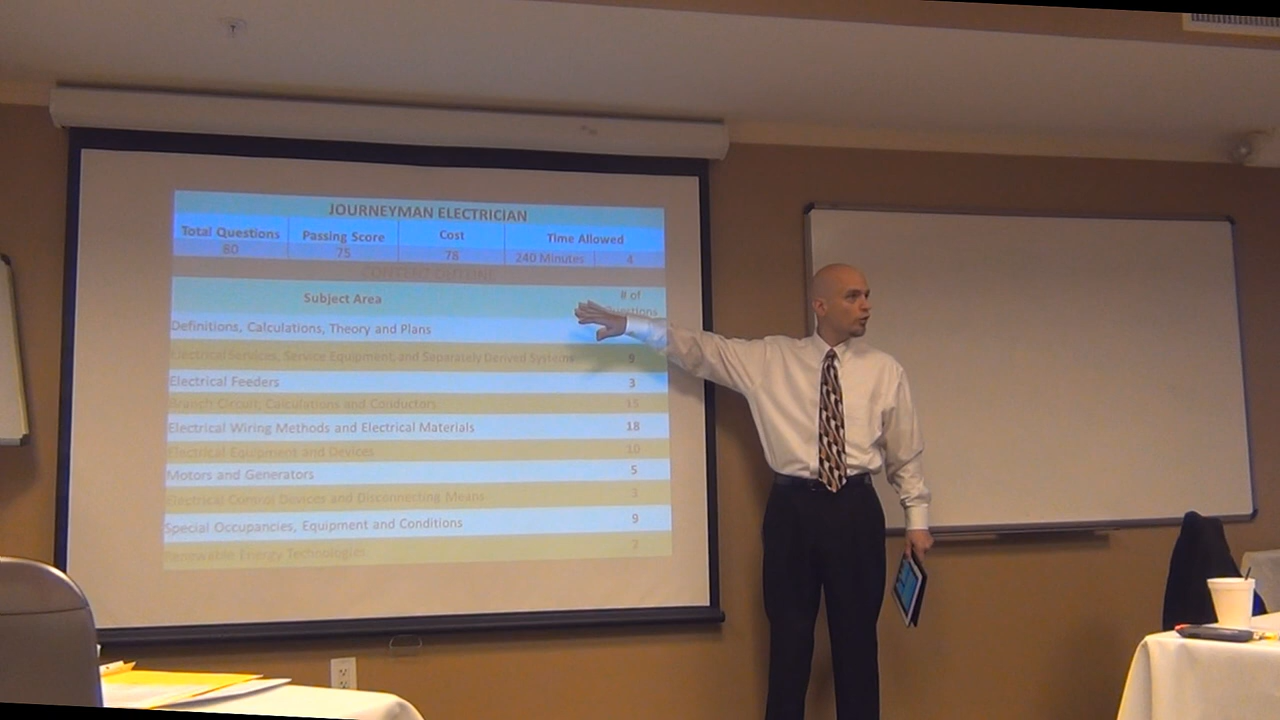 JOURNEYMAN ELECTRICIAN
Total Questions Passing Score Cost Time Allowed
80 75 78 240 Minutes 4
CONTENT OUTLINE
Subject Area # of
Definitions, Calculations, Theory and Plans
Electrical Services, Service Equipment, and Separately Derived Systems 9
Electrical Feeders 3
Branch Circuit, Calculations and Conductors 15
Electrical Wiring Methods and Electrical Materials 18
Electrical Equipment and Devices 10
Motors and Generators 5
Electrical Control Devices and Disconnecting Means 3
Special Occupancies, Equipment and Conditions 9
Renewable Energy Technologies 2